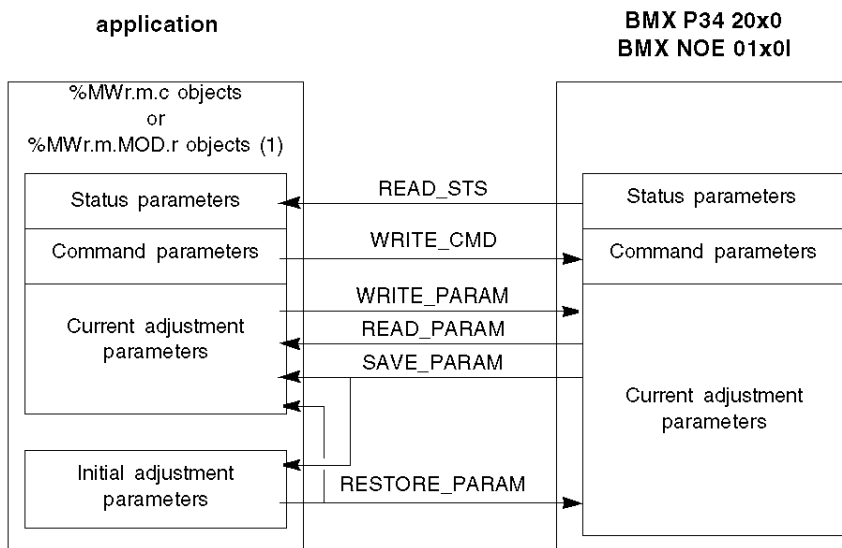 application
BMX P34 20x0
BMX NOE 01x0I
%MWr.m.c objects
or
%MWr.m.MOD.r objects (1)
Status parameters
READ_STS
Status parameters
Command parameters
WRITE_CMD
Command parameters
WRITE_PARAM
Current adjustment
parameters
READ_PARAM
SAVE_PARAM
Current adjustment
parameters
Initial adjustment
parameters
RESTORE_PARAM